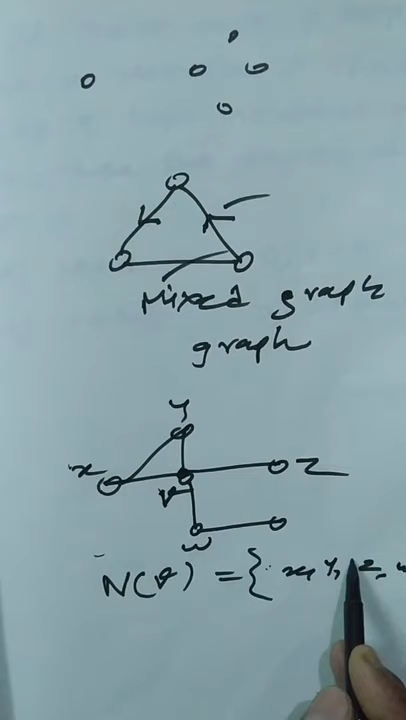 Mixed graph
graph
y
x
z
v
w
N(v) = { x, y, z, w